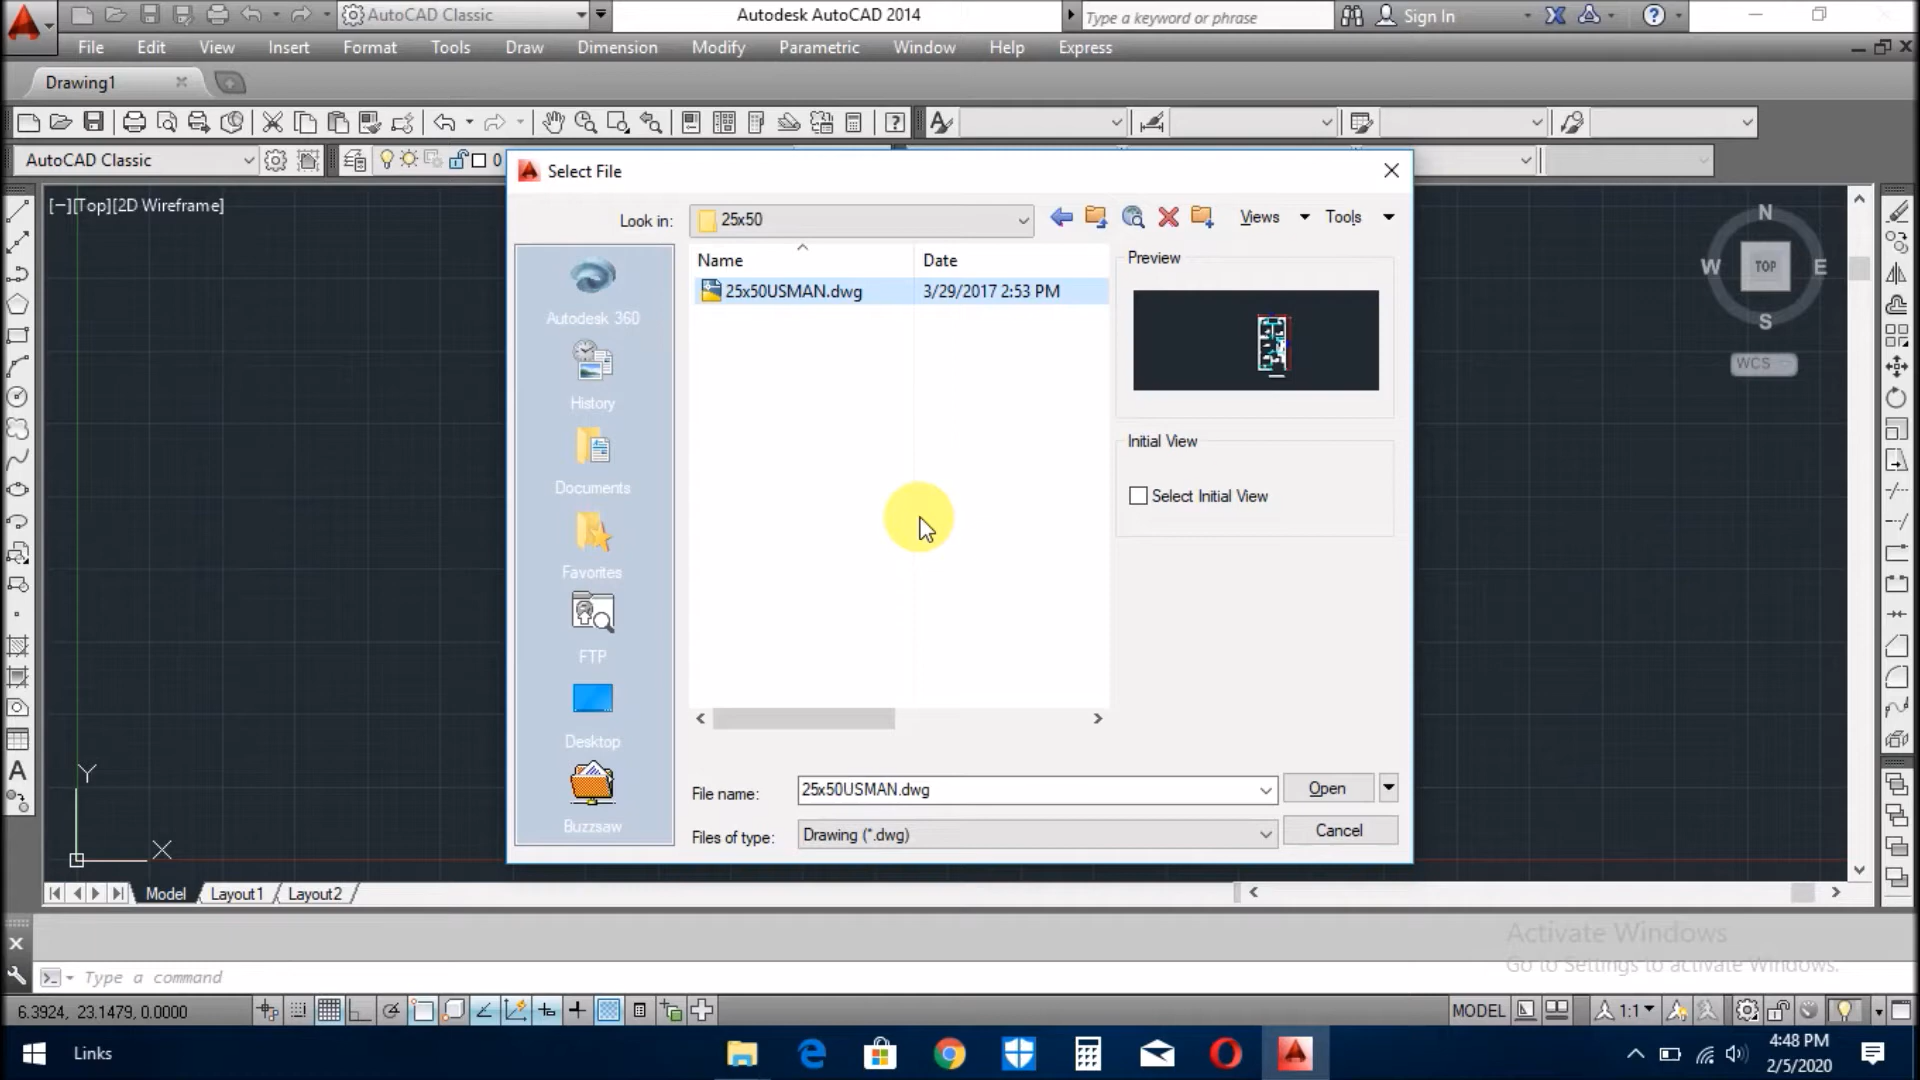 AutoCAD Classic
Autodesk AutoCAD 2014
Type a keyword or phrase
Sign In
File Edit View Insert Format Tools Draw Dimension Modify Parametric Window Help Express
Drawing1
AutoCAD Classic
0
[−][Top][2D Wireframe]
Select File
Look in:
25x50
Views
Tools
Name
Date
25x50USMAN.dwg
3/29/2017 2:53 PM
Autodesk 360
History
Documents
Favorites
FTP
Desktop
Buzzsaw
Preview
Initial View
Select Initial View
File name:
25x50USMAN.dwg
Open
Files of type:
Drawing (*.dwg)
Cancel
N
W
TOP
E
S
WCS
Y
X
Model
Layout1
Layout2
Activate Windows
Go to Settings to activate Windows.
Type a command
6.3924, 23.1479, 0.0000
MODEL
1:1
Links
4:48 PM
2/5/2020